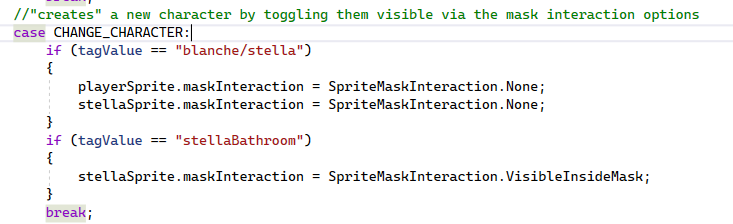 //"creates" a new character by toggling them visible via the mask interaction options
case CHANGE_CHARACTER:
if (tagValue == "blanche/stella")
{
playerSprite.maskInteraction = SpriteMaskInteraction.None;
stellaSprite.maskInteraction = SpriteMaskInteraction.None;
}
if (tagValue == "stellaBathroom")
{
stellaSprite.maskInteraction = SpriteMaskInteraction.VisibleInsideMask;
}
break;